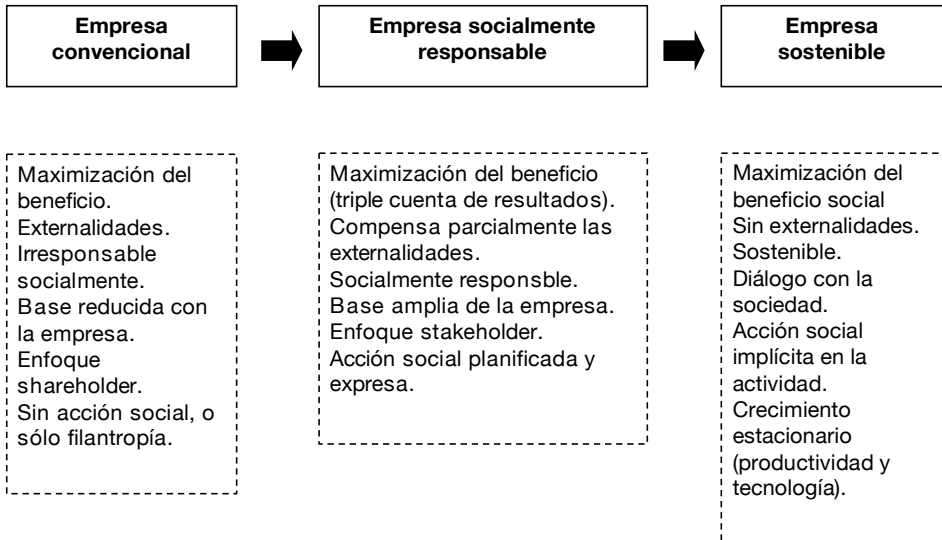 Empresa
convencional
Empresa socialmente
responsable
Empresa
sostenible
Maximización del
beneficio.
Externalidades.
Irresponsable
socialmente.
Base reducida con
la empresa.
Enfoque
shareholder.
Sin acción social, o
sólo filantropía.
Maximización del beneficio
(triple cuenta de resultados).
Compensa parcialmente las
externalidades.
Socialmente responsble.
Base amplia de la empresa.
Enfoque stakeholder.
Acción social planificada y
expresa.
Maximización del
beneficio social
Sin externalidades.
Sostenible.
Diálogo con la
sociedad.
Acción social
implícita en la
actividad.
Crecimiento
estacionario
(productividad y
tecnología).